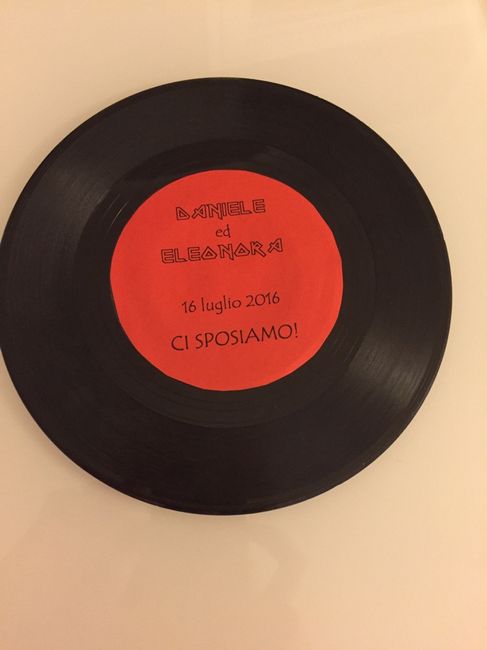 DANIELE
ed
ELEONORA
16 luglio 2016
CI SPOSIAMO!